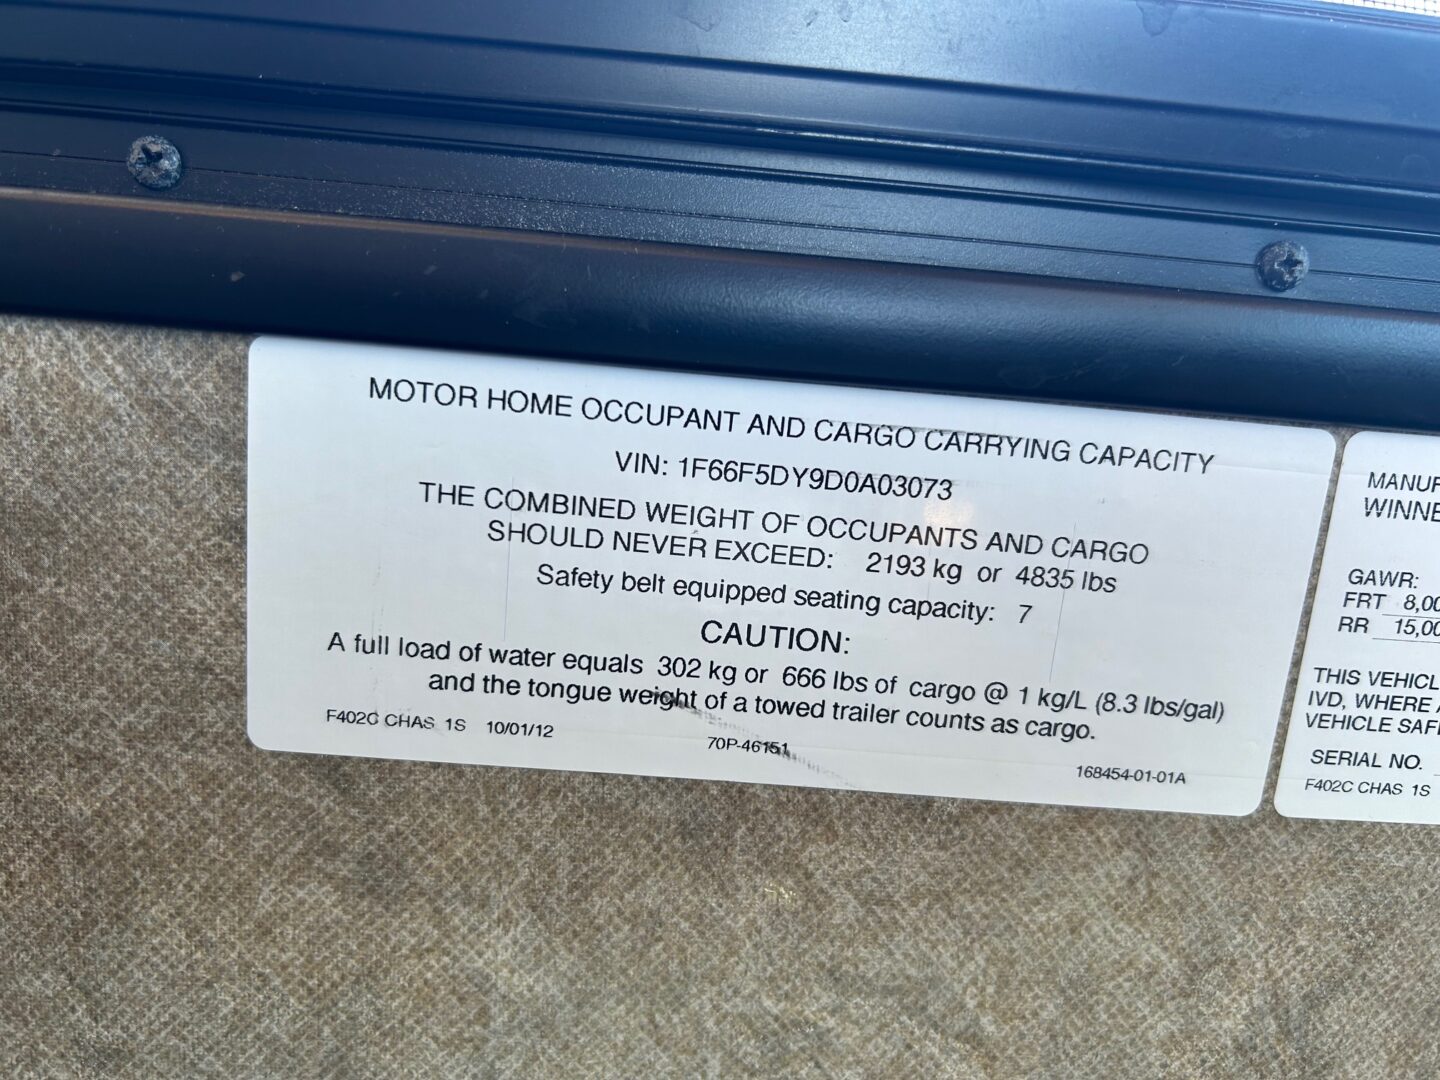 MOTOR HOME OCCUPANT AND CARGO CARRYING CAPACITY
VIN: 1F66F5DY9D0A03073
THE COMBINED WEIGHT OF OCCUPANTS AND CARGO
SHOULD NEVER EXCEED: 2193 kg or 4835 lbs
Safety belt equipped seating capacity: 7
CAUTION:
A full load of water equals 302 kg or 666 lbs of cargo @ 1 kg/L (8.3 lbs/gal)
and the tongue weight of a towed trailer counts as cargo.
F402C CHAS 1S 10/01/12
70P-46151
168454-01-01A
MANUF
WINNE
GAWR:
FRT 8,00
RR 15,00
THIS VEHICL
IVD, WHERE
VEHICLE SAF
SERIAL NO.
F402C CHAS 1S